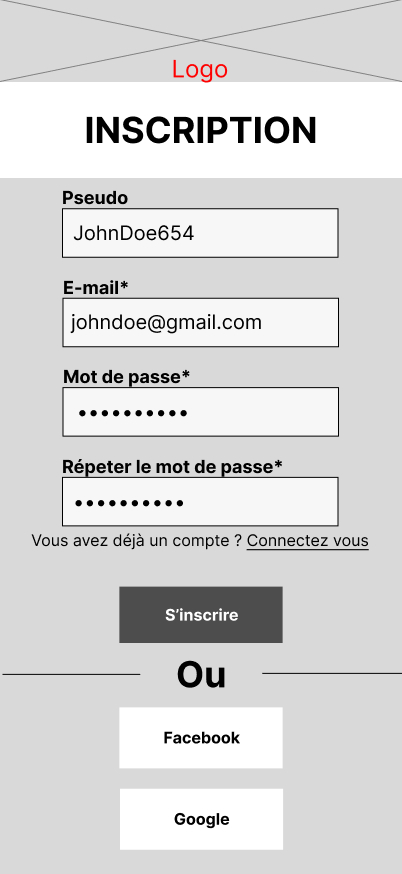 Logo
INSCRIPTION
Pseudo
JohnDoe654
E-mail*
johndoe@gmail.com
Mot de passe*
••••••••••
Répeter le mot de passe*
••••••••••
Vous avez déjà un compte ? Connectez vous
S’inscrire
Ou
Facebook
Google